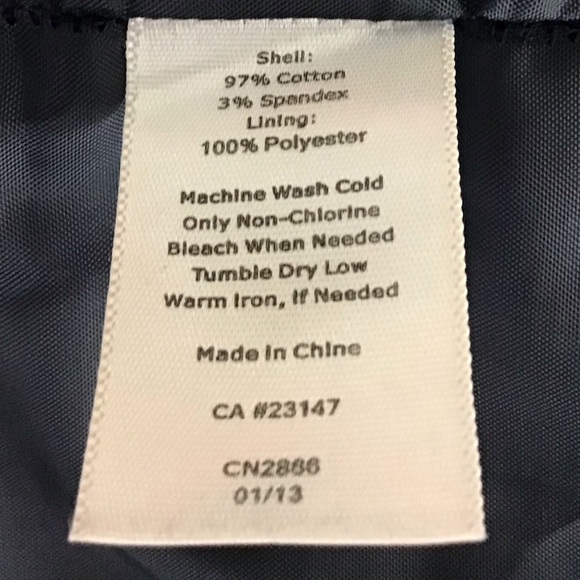 Shell:
97% Cotton
3% Spandex
Lining:
100% Polyester
Machine Wash Cold
Only Non-Chlorine
Bleach When Needed
Tumble Dry Low
Warm Iron, If Needed
Made In Chine
CA #23147
CN2866
01/13